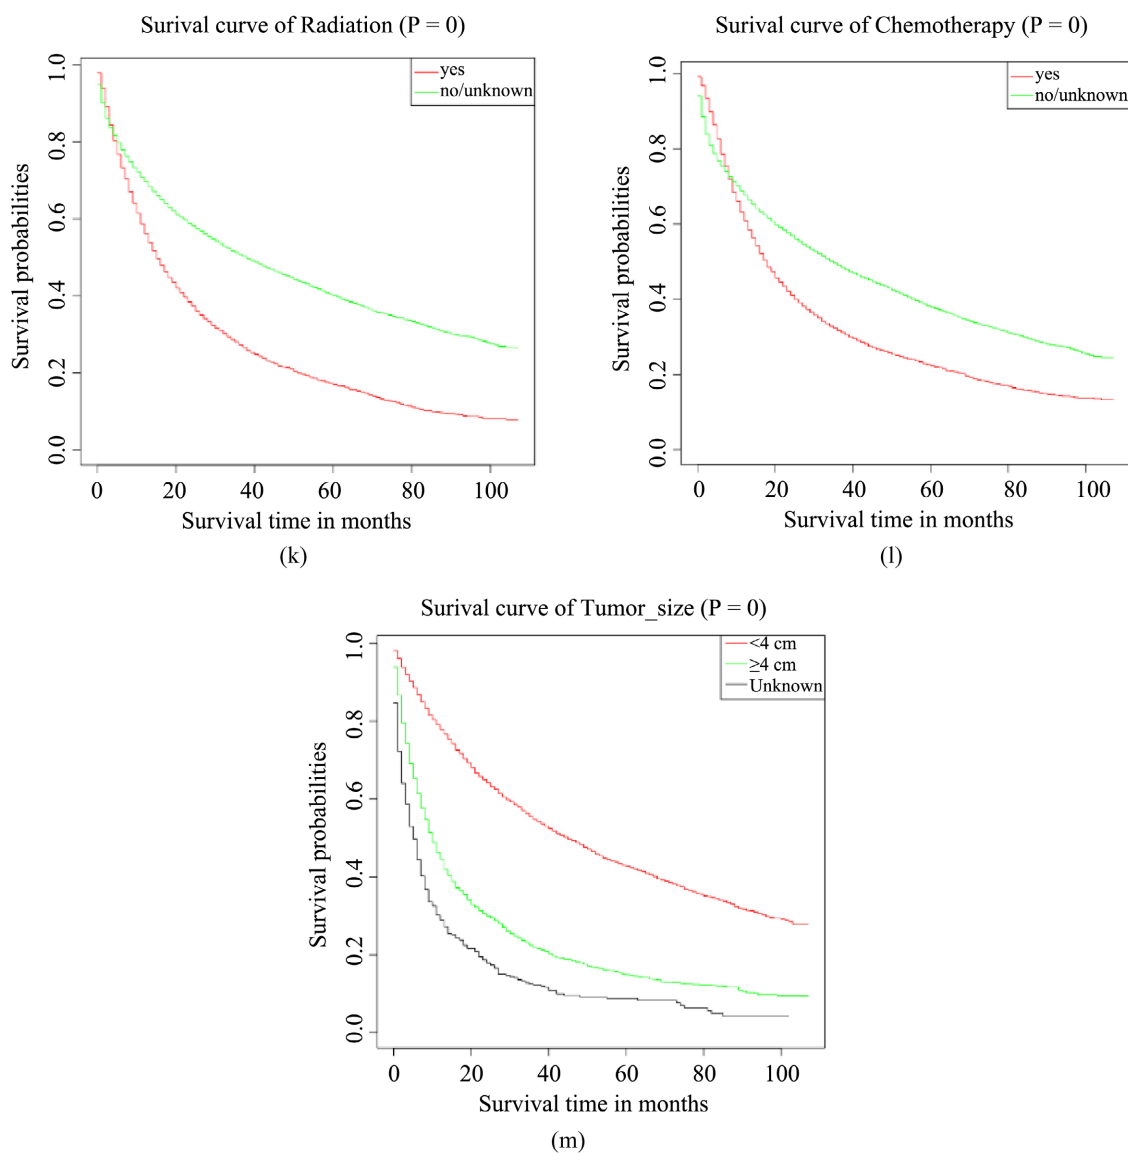 Surival curve of Radiation (P = 0)
yes
no/unknown
Survival probabilities
1.0
0.8
0.6
0.4
0.2
0.0
0 20 40 60 80 100
Survival time in months
(k)
Surival curve of Chemotherapy (P = 0)
yes
no/unknown
Survival probabilities
1.0
0.8
0.6
0.4
0.2
0.0
0 20 40 60 80 100
Survival time in months
(l)
Surival curve of Tumor_size (P = 0)
<4 cm
≥4 cm
Unknown
Survival probabilities
1.0
0.8
0.6
0.4
0.2
0.0
0 20 40 60 80 100
Survival time in months
(m)